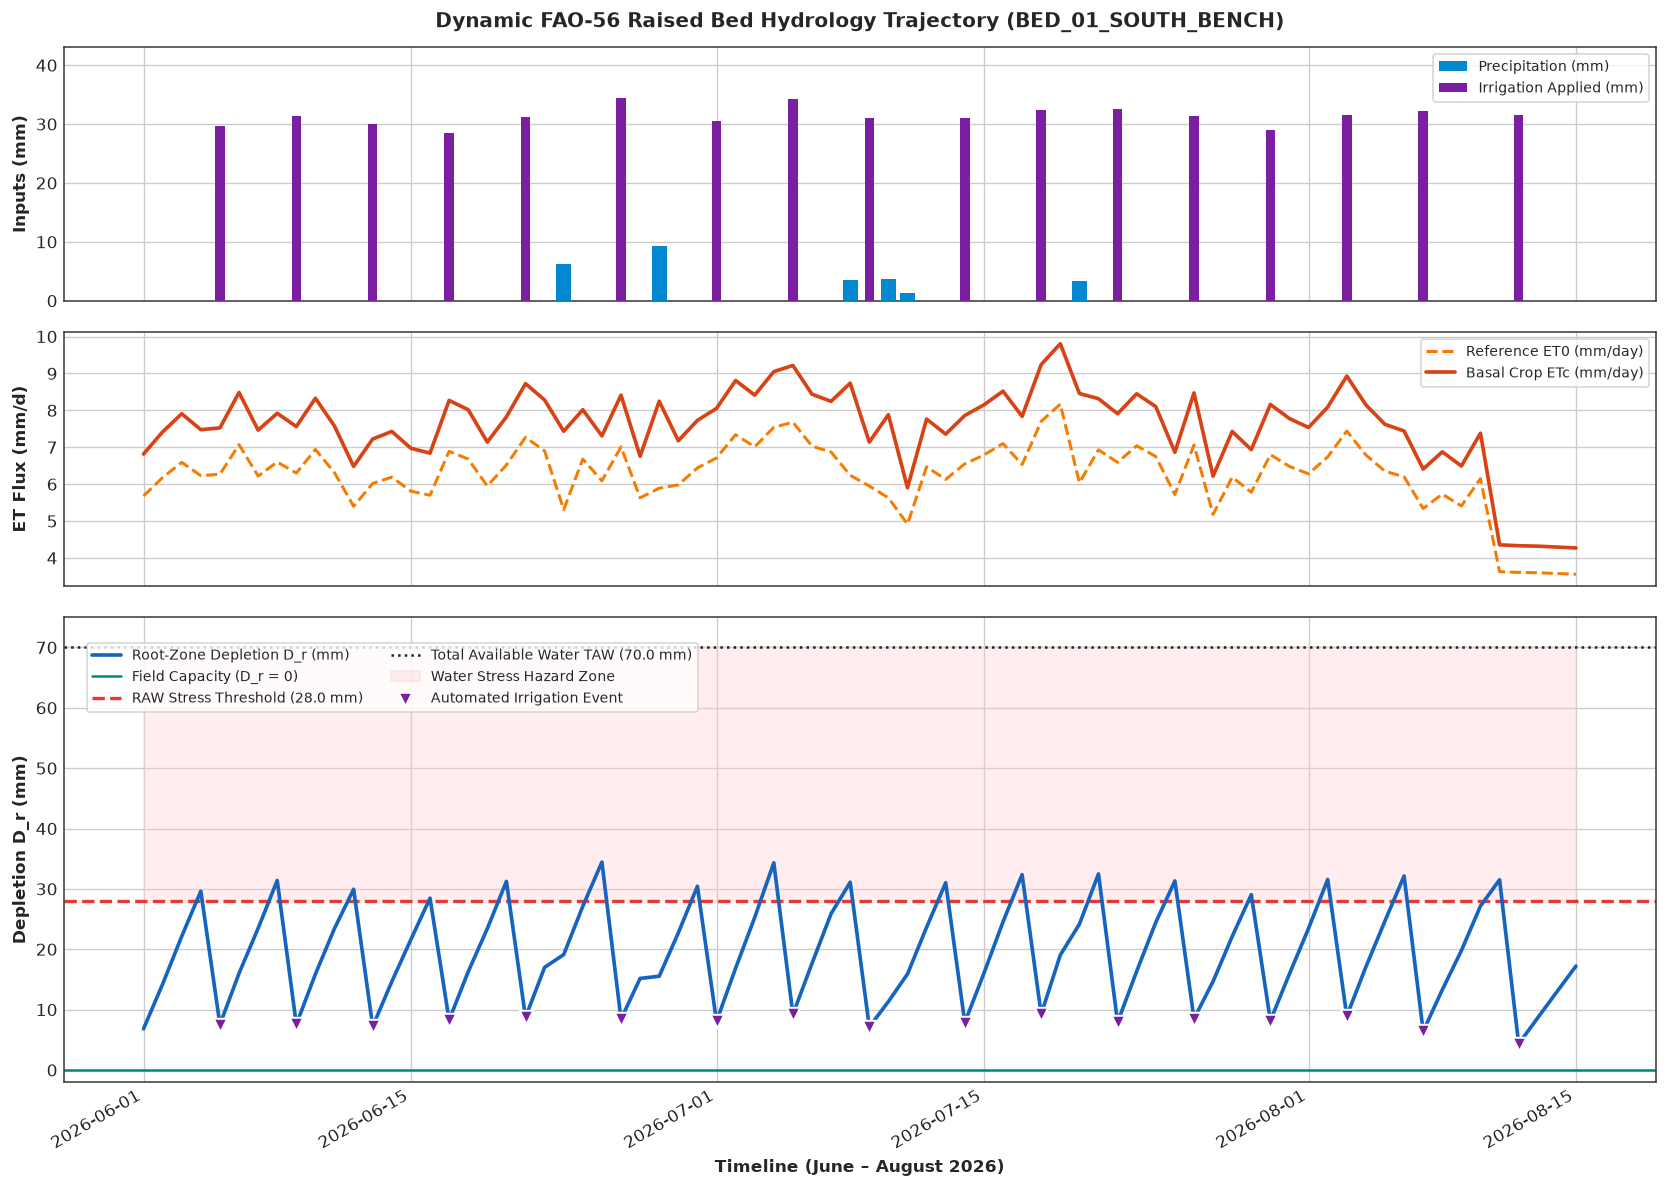 Dynamic FAO-56 Raised Bed Hydrology Trajectory (BED_01_SOUTH_BENCH)
Inputs (mm)
40
30
20
10
0
Precipitation (mm)
Irrigation Applied (mm)
ET Flux (mm/d)
10
9
8
7
6
5
4
Reference ET0 (mm/day)
Basal Crop ETc (mm/day)
Depletion D_r (mm)
70
60
50
40
30
20
10
0
Root-Zone Depletion D_r (mm)
Field Capacity (D_r = 0)
RAW Stress Threshold (28.0 mm)
Total Available Water TAW (70.0 mm)
Water Stress Hazard Zone
Automated Irrigation Event
2026-06-01
2026-06-15
2026-07-01
2026-07-15
2026-08-01
2026-08-15
Timeline (June – August 2026)